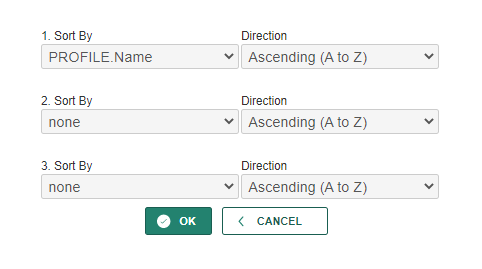 1. Sort By Direction
PROFILE.Name Ascending (A to Z)
2. Sort By Direction
none Ascending (A to Z)
3. Sort By Direction
none Ascending (A to Z)
OK CANCEL